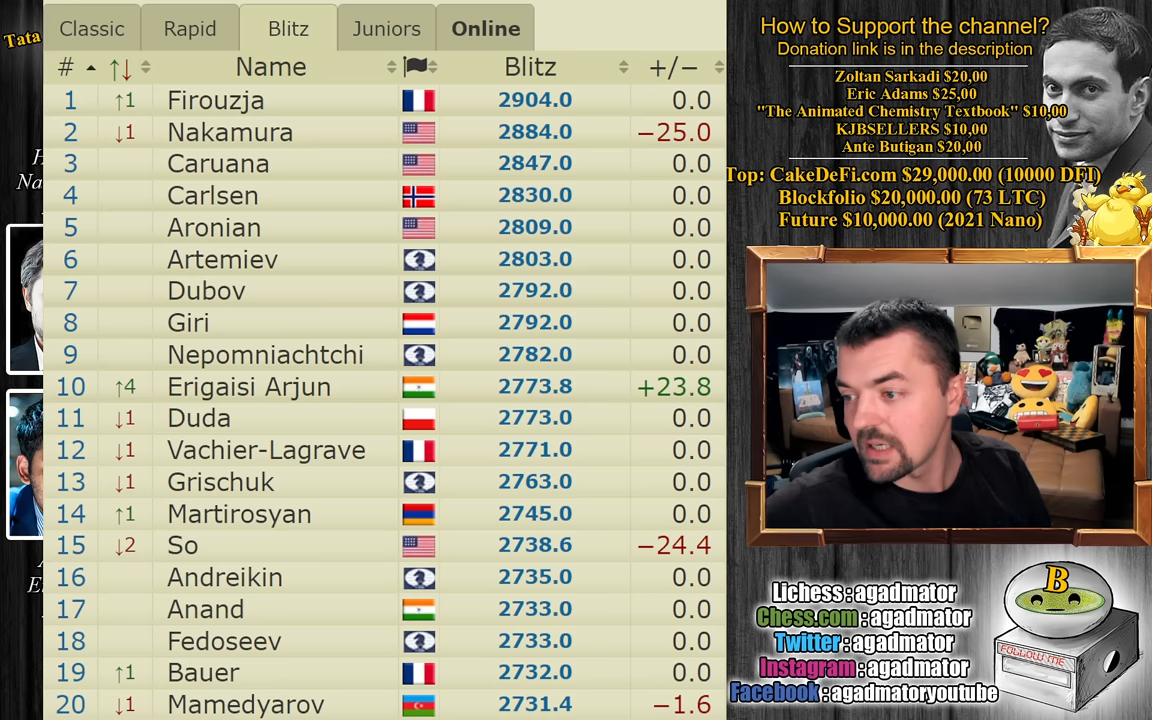 Tata
H
Na
A
E
Classic Rapid Blitz Juniors Online
# ↑↓ Name Blitz +/−
1 ↑1 Firouzja 2904.0 0.0
2 ↓1 Nakamura 2884.0 −25.0
3 Caruana 2847.0 0.0
4 Carlsen 2830.0 0.0
5 Aronian 2809.0 0.0
6 Artemiev 2803.0 0.0
7 Dubov 2792.0 0.0
8 Giri 2792.0 0.0
9 Nepomniachtchi 2782.0 0.0
10 ↑4 Erigaisi Arjun 2773.8 +23.8
11 ↓1 Duda 2773.0 0.0
12 ↓1 Vachier-Lagrave 2771.0 0.0
13 ↓1 Grischuk 2763.0 0.0
14 ↑1 Martirosyan 2745.0 0.0
15 ↓2 So 2738.6 −24.4
16 Andreikin 2735.0 0.0
17 Anand 2733.0 0.0
18 Fedoseev 2733.0 0.0
19 ↑1 Bauer 2732.0 0.0
20 ↓1 Mamedyarov 2731.4 −1.6
How to Support the channel?
Donation link is in the description
Zoltan Sarkadi $20,00
Eric Adams $25,00
"The Animated Chemistry Textbook" $10,00
KJBSELLERS $10,00
Ante Butigan $20,00
Top: CakeDeFi.com $29,000.00 (10000 DFI)
Blockfolio $20,000.00 (73 LTC)
Future $10,000.00 (2021 Nano)
Lichess:agadmator
Chess.com:agadmator
Twitter:agadmator
Instagram:agadmator
Facebook:agadmatoryoutube
B
FOLLOW ME